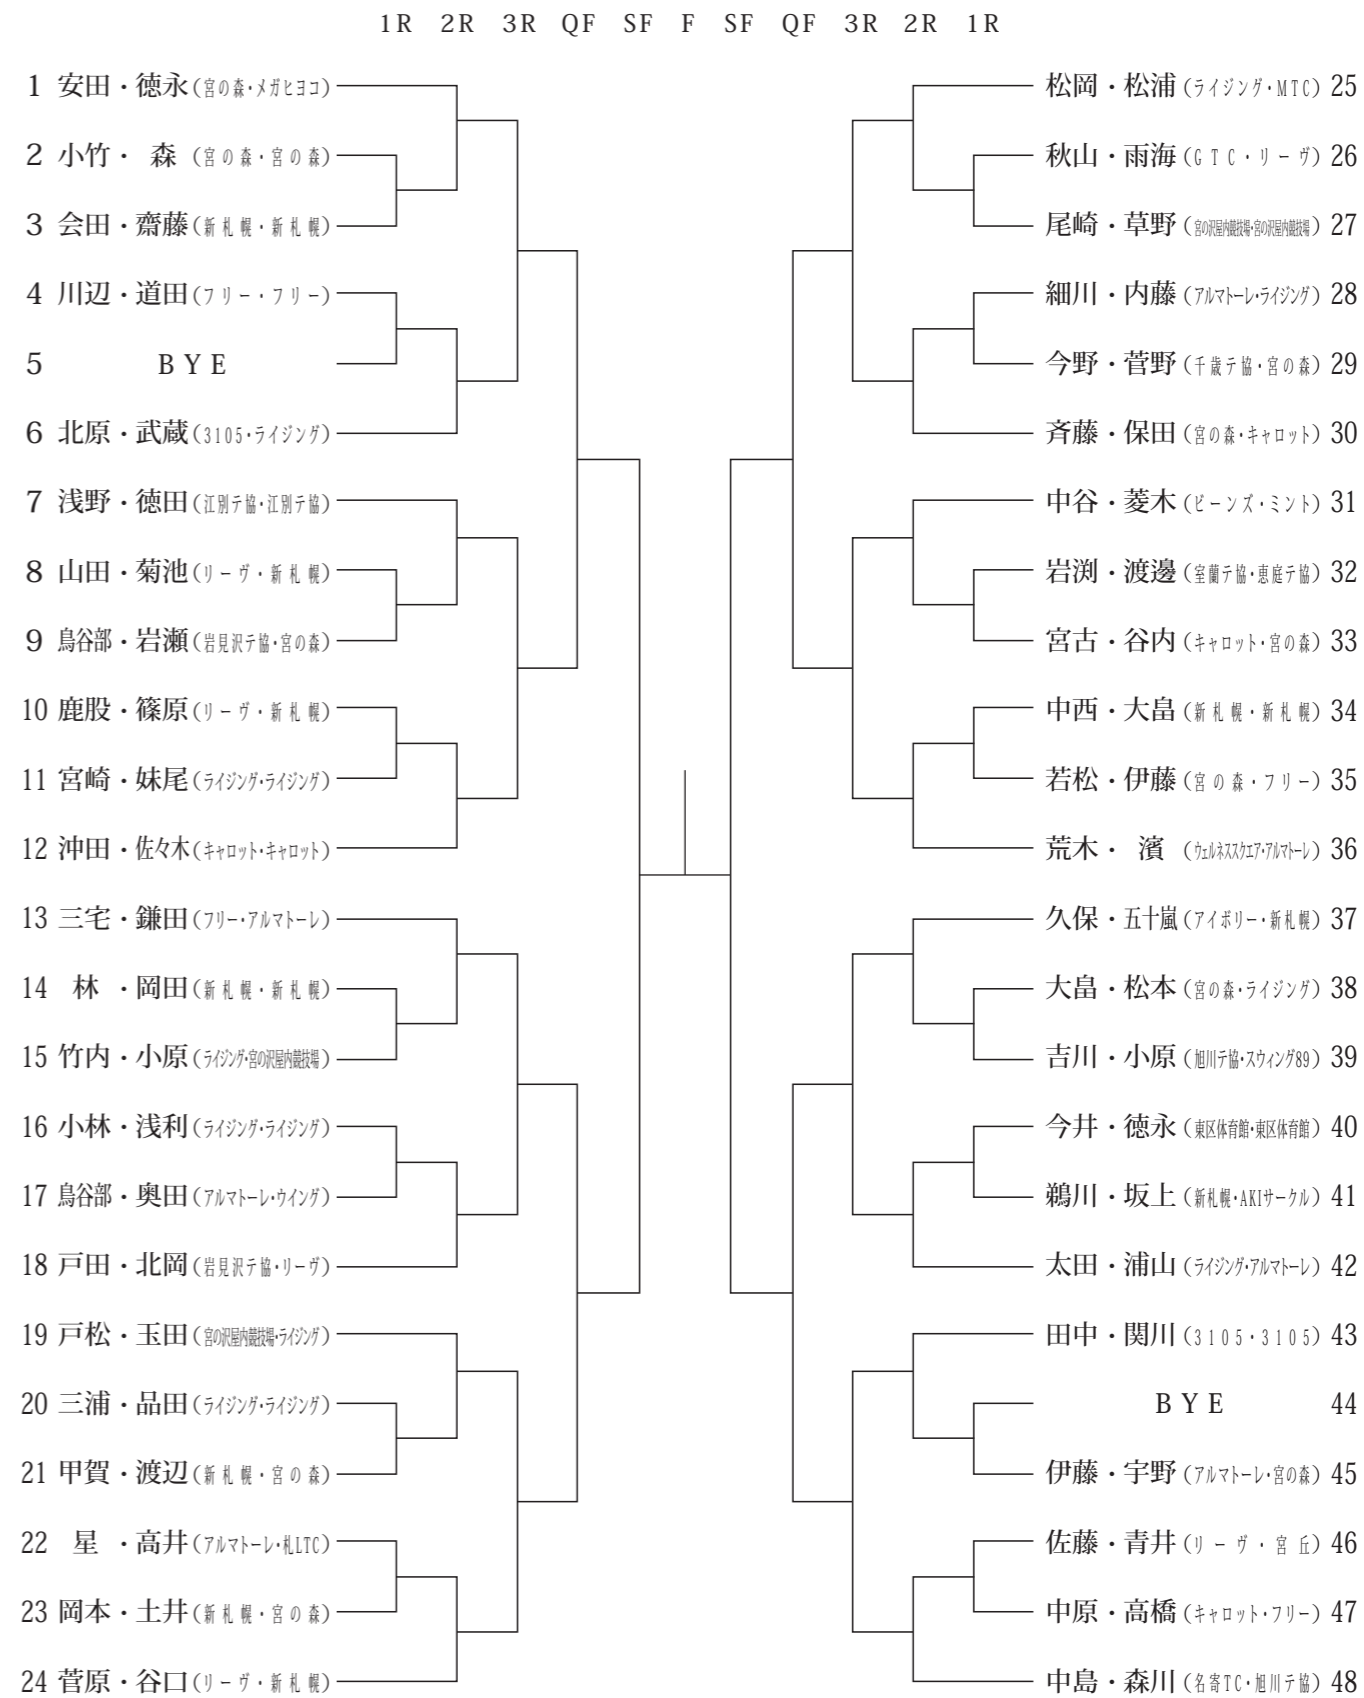 1R 2R 3R QF SF F SF QF 3R 2R 1R
1 安田・徳永(宮の森・メガヒヨコ)
2 小竹・ 森 (宮の森・宮の森)
3 会田・齋藤(新札幌・新札幌)
4 川辺・道田(フリー・フリー)
5 BYE
6 北原・武蔵(3105・ライジング)
7 浅野・徳田(江別テ協・江別テ協)
8 山田・菊池(リーヴ・新札幌)
9 鳥谷部・岩瀬(岩見沢テ協・宮の森)
10 鹿股・篠原(リーヴ・新札幌)
11 宮崎・妹尾(ライジング・ライジング)
12 沖田・佐々木(キャロット・キャロット)
13 三宅・鎌田(フリー・アルマトーレ)
14 林 ・岡田(新札幌・新札幌)
15 竹内・小原(ライジング・宮の沢屋内競技場)
16 小林・浅利(ライジング・ライジング)
17 鳥谷部・奥田(アルマトーレ・ウイング)
18 戸田・北岡(岩見沢テ協・リーヴ)
19 戸松・玉田(宮の沢屋内競技場・ライジング)
20 三浦・品田(ライジング・ライジング)
21 甲賀・渡辺(新札幌・宮の森)
22 星 ・高井(アルマトーレ・札LTC)
23 岡本・土井(新札幌・宮の森)
24 菅原・谷口(リーヴ・新札幌)
松岡・松浦(ライジング・MTC) 25
秋山・雨海(GTC・リーヴ) 26
尾崎・草野(宮の沢屋内競技場・宮の沢屋内競技場) 27
細川・内藤(アルマトーレ・ライジング) 28
今野・菅野(千歳テ協・宮の森) 29
斉藤・保田(宮の森・キャロット) 30
中谷・菱木(ビーンズ・ミント) 31
岩渕・渡邊(室蘭テ協・恵庭テ協) 32
宮古・谷内(キャロット・宮の森) 33
中西・大畠(新札幌・新札幌) 34
若松・伊藤(宮の森・フリー) 35
荒木・ 濱 (ウェルネススクエア・アルマトーレ) 36
久保・五十嵐(アイボリー・新札幌) 37
大畠・松本(宮の森・ライジング) 38
吉川・小原(旭川テ協・スウィング89) 39
今井・徳永(東区体育館・東区体育館) 40
鵜川・坂上(新札幌・AKIサークル) 41
太田・浦山(ライジング・アルマトーレ) 42
田中・関川(3105・3105) 43
BYE 44
伊藤・宇野(アルマトーレ・宮の森) 45
佐藤・青井(リーヴ・宮丘) 46
中原・高橋(キャロット・フリー) 47
中島・森川(名寄TC・旭川テ協) 48